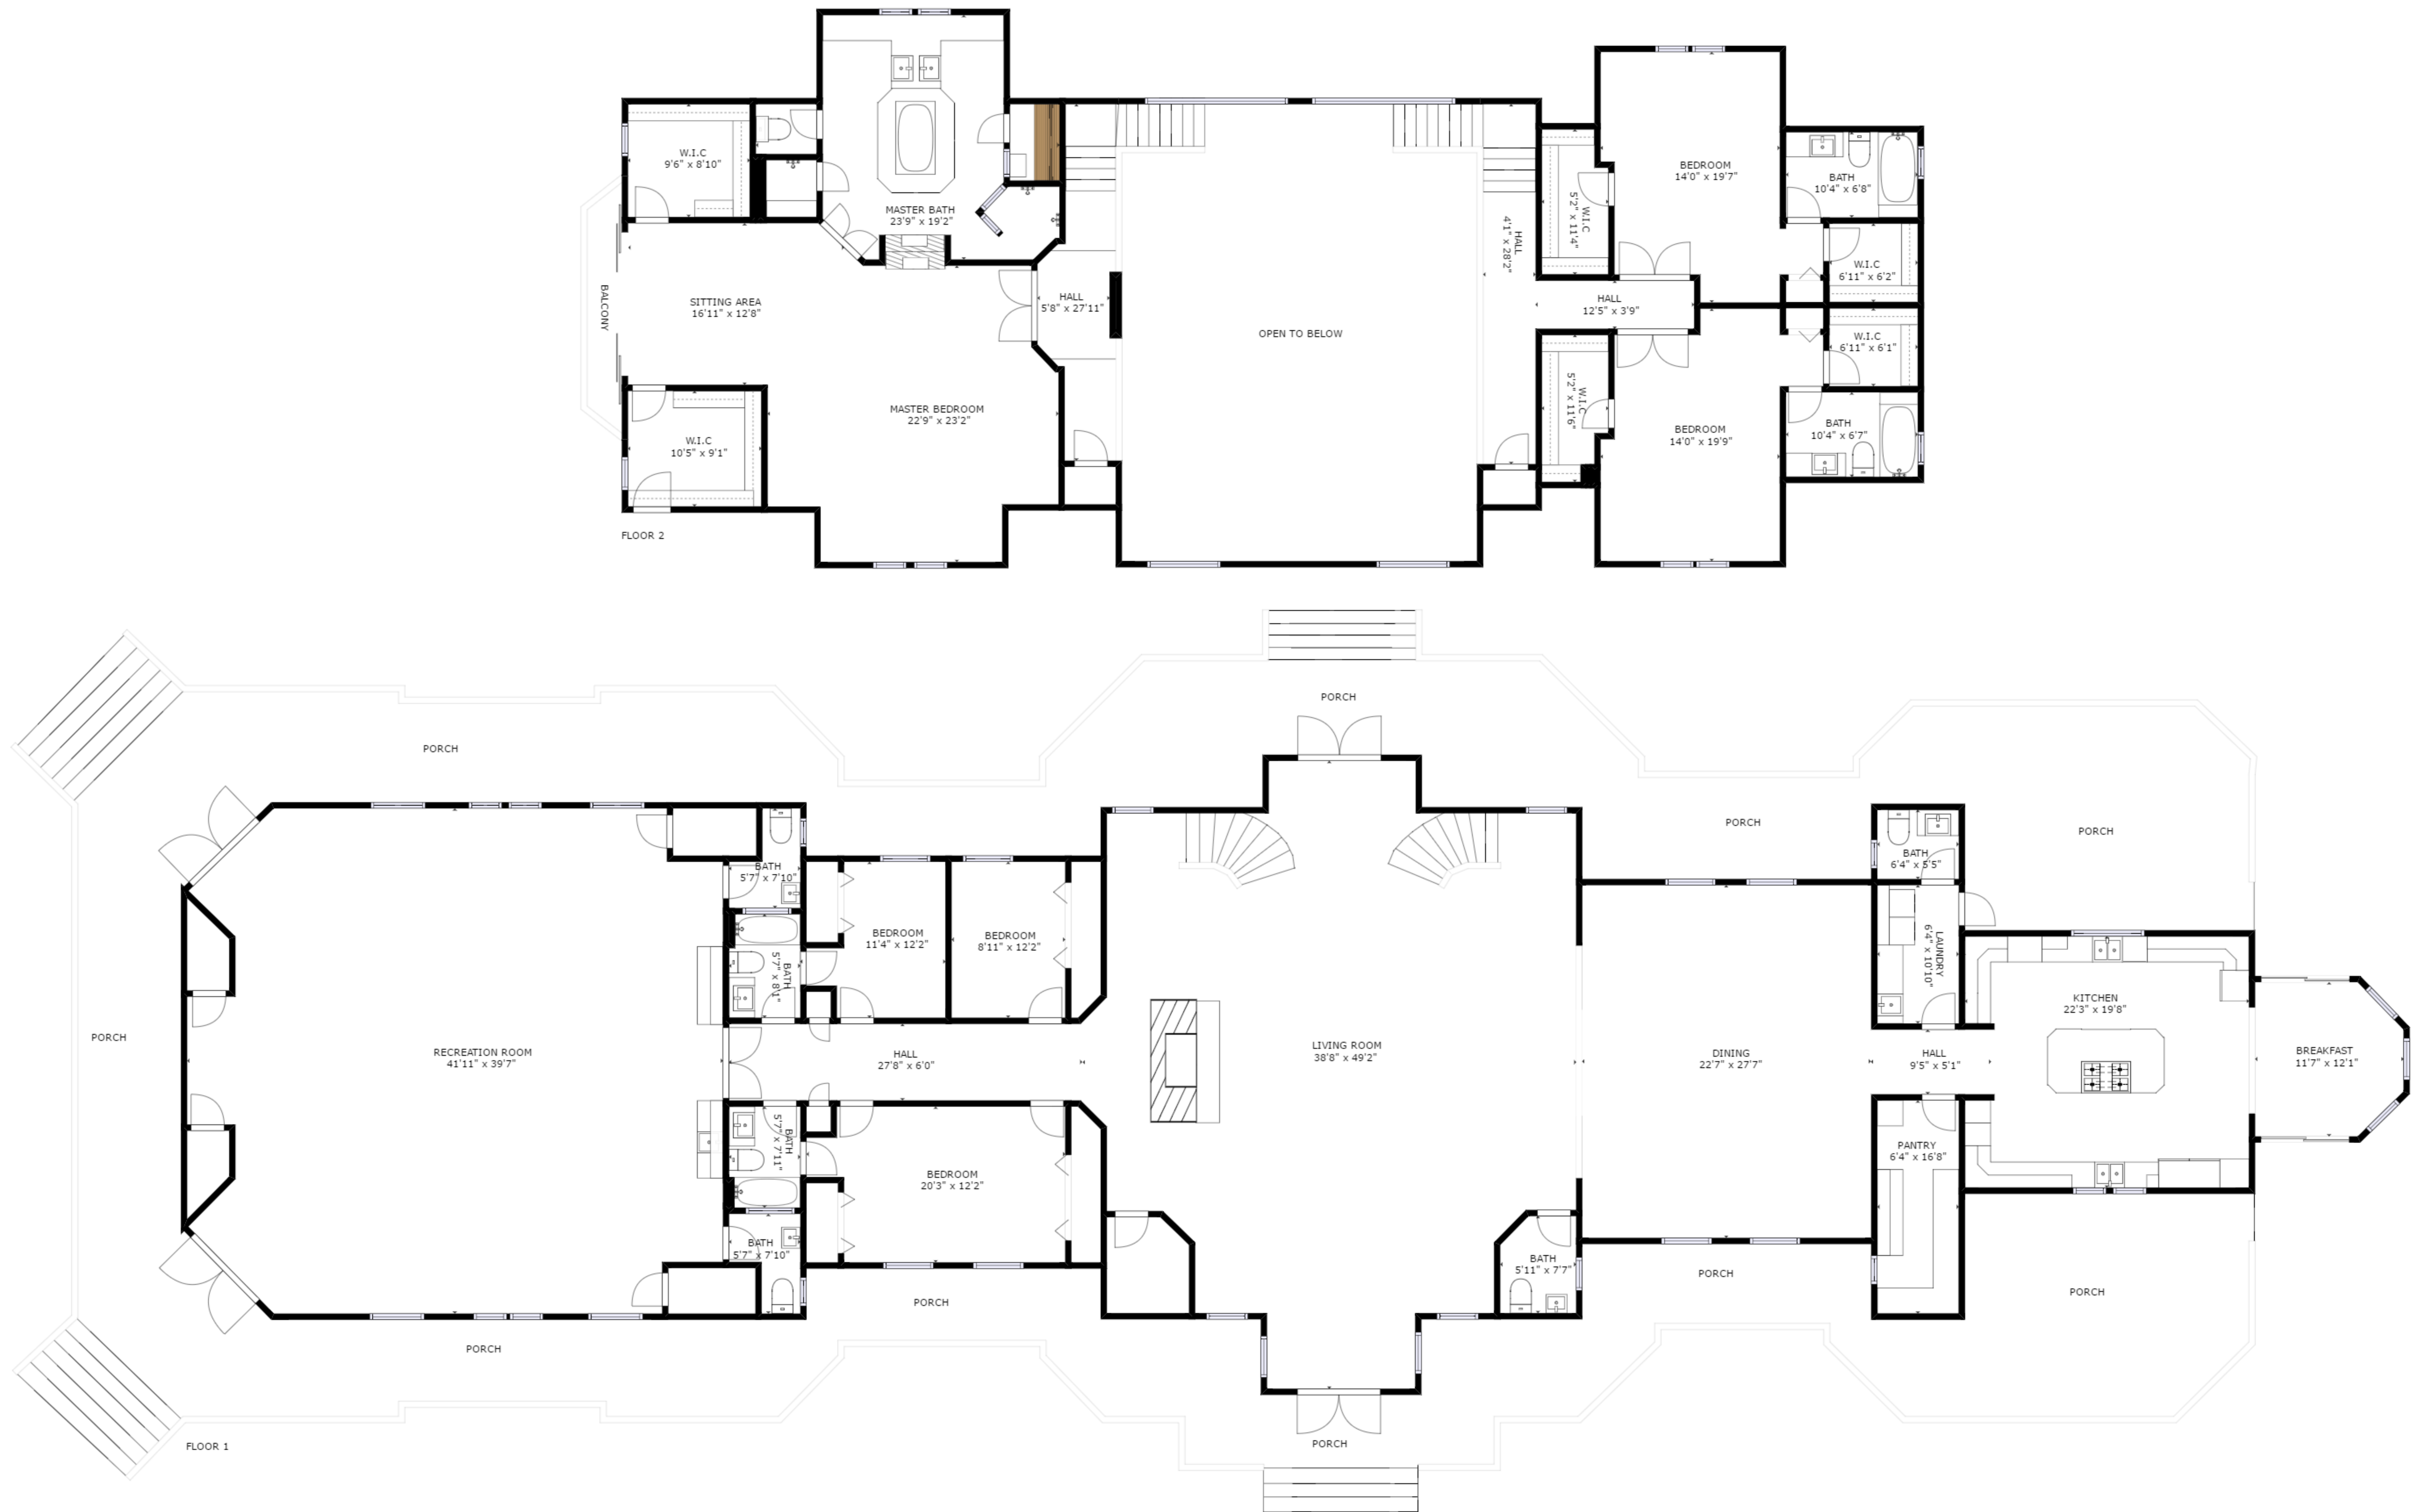 W.I.C
9'6" x 8'10"
MASTER BATH
23'9" x 19'2"
SITTING AREA
16'11" x 12'8"
BALCONY
HALL
5'8" x 27'11"
MASTER BEDROOM
22'9" x 23'2"
W.I.C
10'5" x 9'1"
OPEN TO BELOW
HALL
4'1" x 28'2"
W.I.C
5'2" x 11'4"
BEDROOM
14'0" x 19'7"
BATH
10'4" x 6'8"
W.I.C
6'11" x 6'2"
HALL
12'5" x 3'9"
W.I.C
6'11" x 6'1"
W.I.C
5'2" x 11'6"
BEDROOM
14'0" x 19'9"
BATH
10'4" x 6'7"
FLOOR 2
PORCH
PORCH
PORCH
PORCH
PORCH
RECREATION ROOM
41'11" x 39'7"
BATH
5'7" x 7'10"
BATH
5'7" x 8'1"
BEDROOM
11'4" x 12'2"
BEDROOM
8'11" x 12'2"
HALL
27'8" x 6'0"
BATH
5'7" x 7'11"
BEDROOM
20'3" x 12'2"
BATH
5'7" x 7'10"
LIVING ROOM
38'8" x 49'2"
BATH
5'11" x 7'7"
DINING
22'7" x 27'7"
BATH
6'4" x 5'5"
LAUNDRY
6'4" x 10'10"
KITCHEN
22'3" x 19'8"
HALL
9'5" x 5'1"
BREAKFAST
11'7" x 12'1"
PANTRY
6'4" x 16'8"
PORCH
PORCH
PORCH
PORCH
PORCH
FLOOR 1